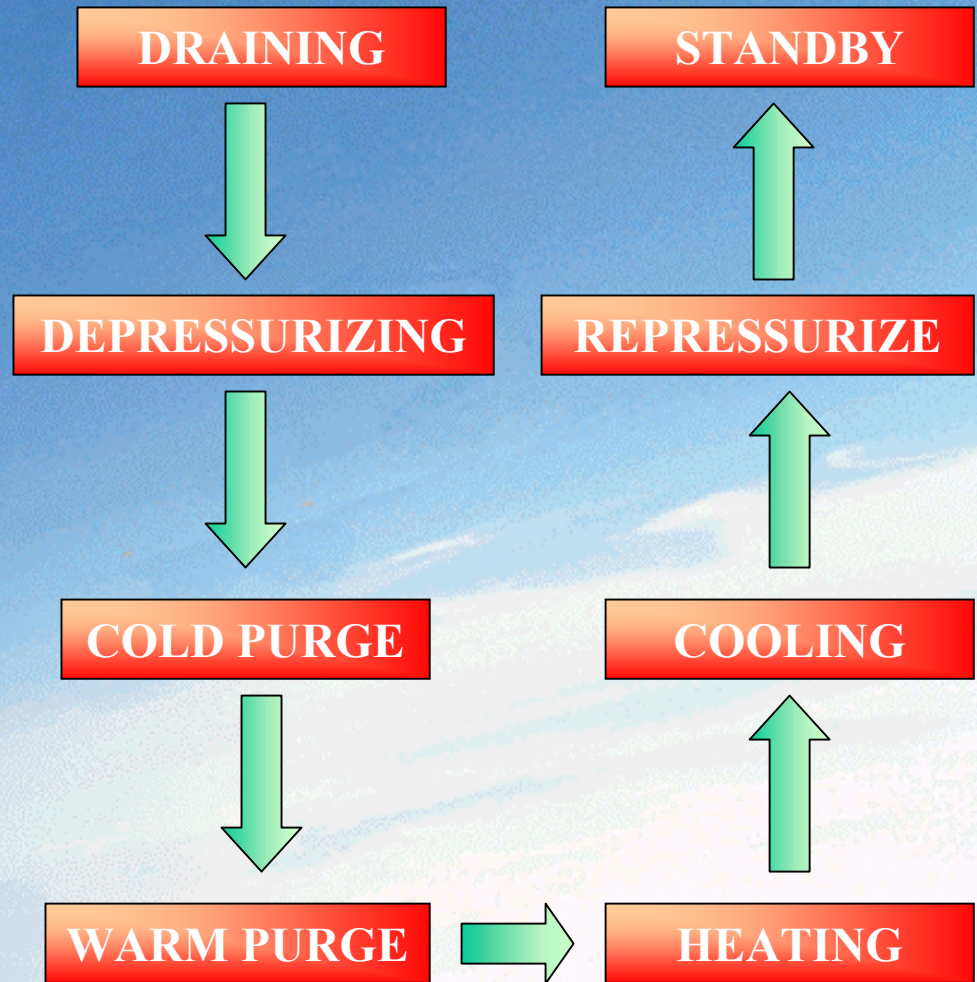 DRAINING
DEPRESSURIZING
COLD PURGE
WARM PURGE
HEATING
COOLING
REPRESSURIZE
STANDBY